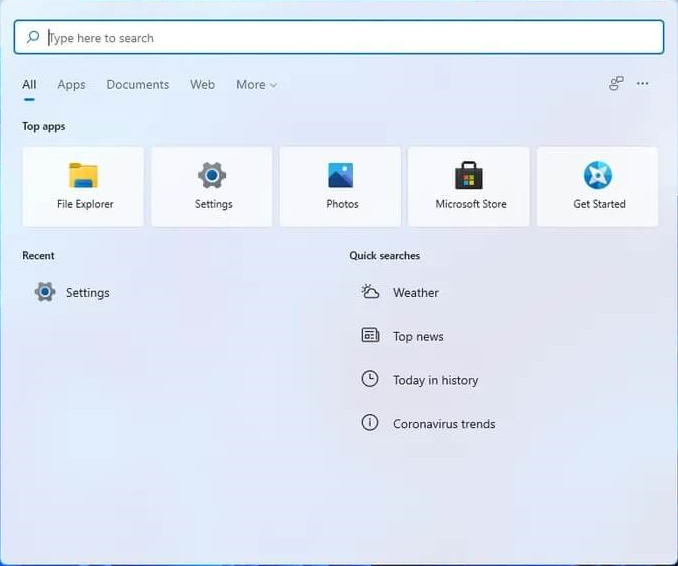 Type here to search
All Apps Documents Web More
Top apps
File Explorer Settings Photos Microsoft Store Get Started
Recent
Settings
Quick searches
Weather
Top news
Today in history
Coronavirus trends